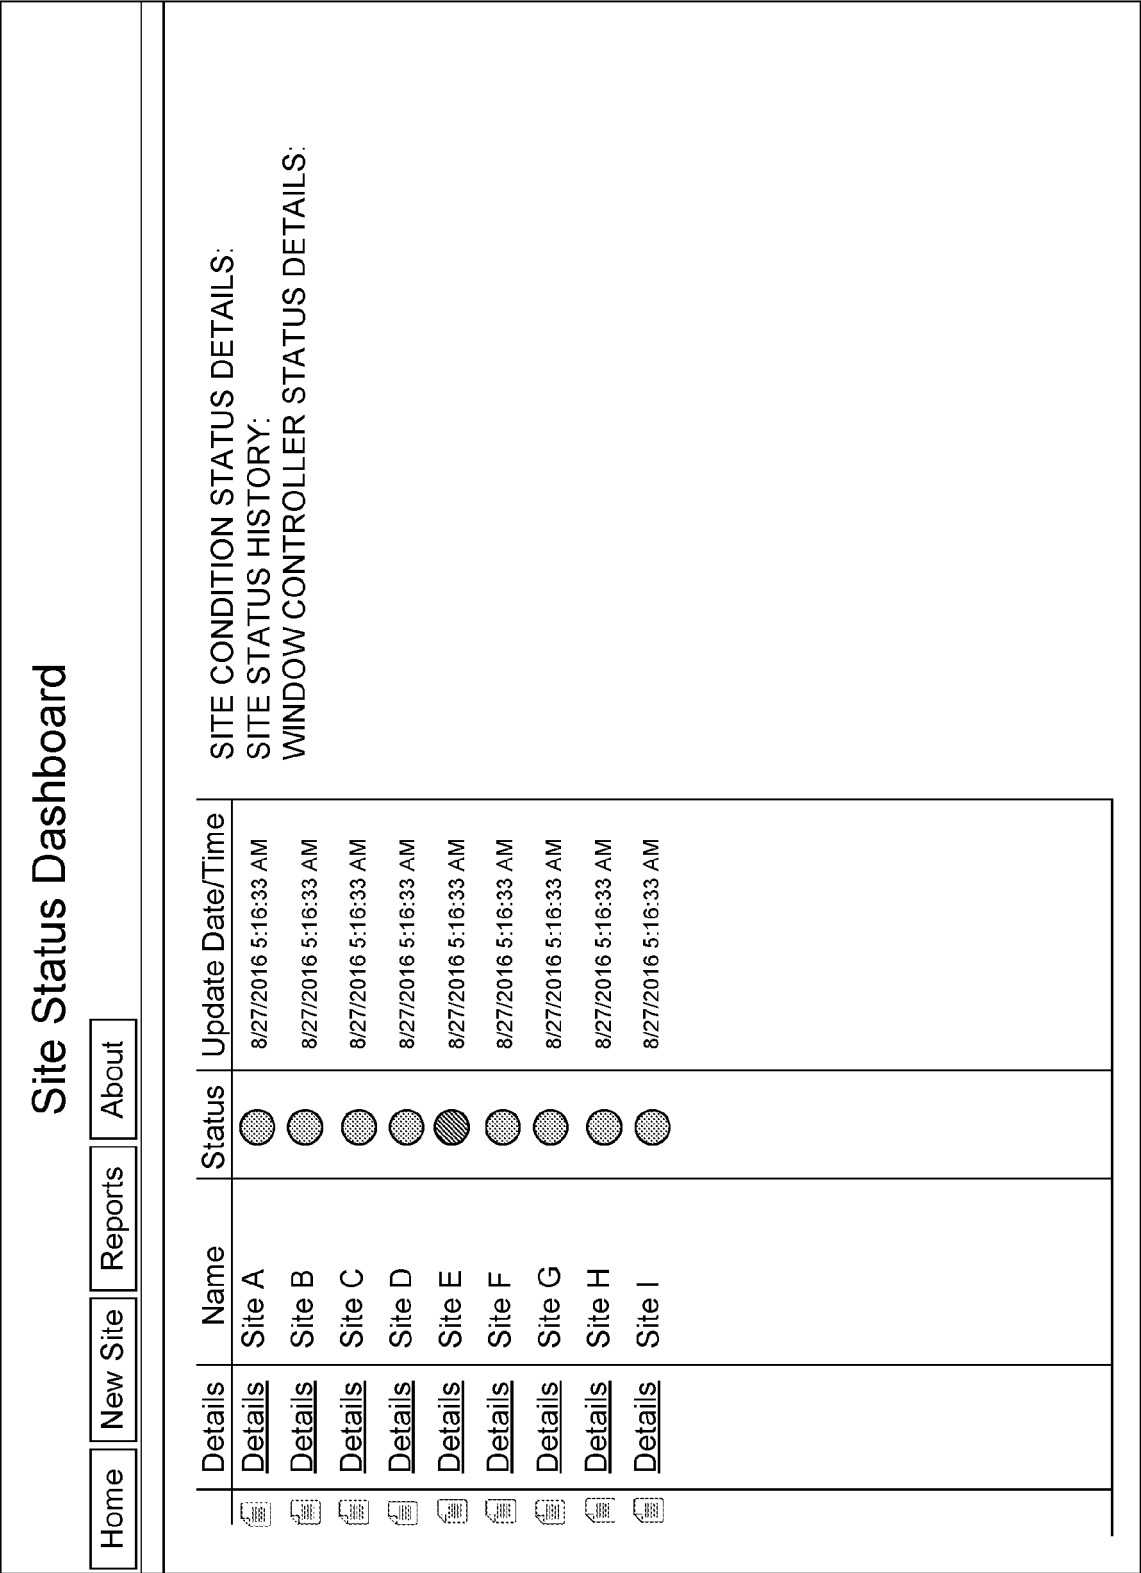 Site Status Dashboard
Home New Site Reports About
Details Name Status Update Date/Time
Details Site A 8/27/2016 5:16:33 AM
Details Site B 8/27/2016 5:16:33 AM
Details Site C 8/27/2016 5:16:33 AM
Details Site D 8/27/2016 5:16:33 AM
Details Site E 8/27/2016 5:16:33 AM
Details Site F 8/27/2016 5:16:33 AM
Details Site G 8/27/2016 5:16:33 AM
Details Site H 8/27/2016 5:16:33 AM
Details Site I 8/27/2016 5:16:33 AM
SITE CONDITION STATUS DETAILS:
SITE STATUS HISTORY:
WINDOW CONTROLLER STATUS DETAILS: